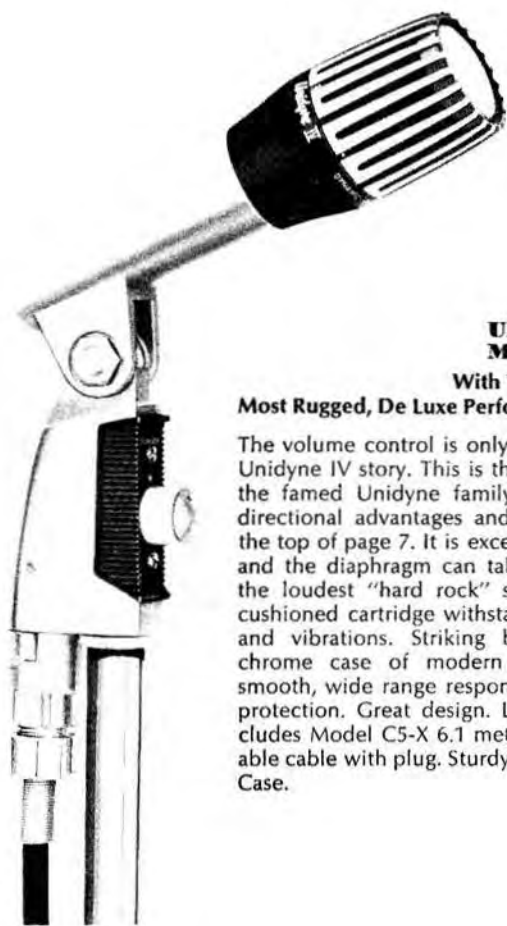 Unidyne IV
U
M
With
Most Rugged, De Luxe Perfo
The volume control is only
Unidyne IV story. This is th
the famed Unidyne family
directional advantages and
the top of page 7. It is exce
and the diaphragm can tal
the loudest "hard rock" s
cushioned cartridge withsta
and vibrations. Striking b
chrome case of modern
smooth, wide range respon
protection. Great design. L
cludes Model C5-X 6.1 met
able cable with plug. Sturdy
Case.